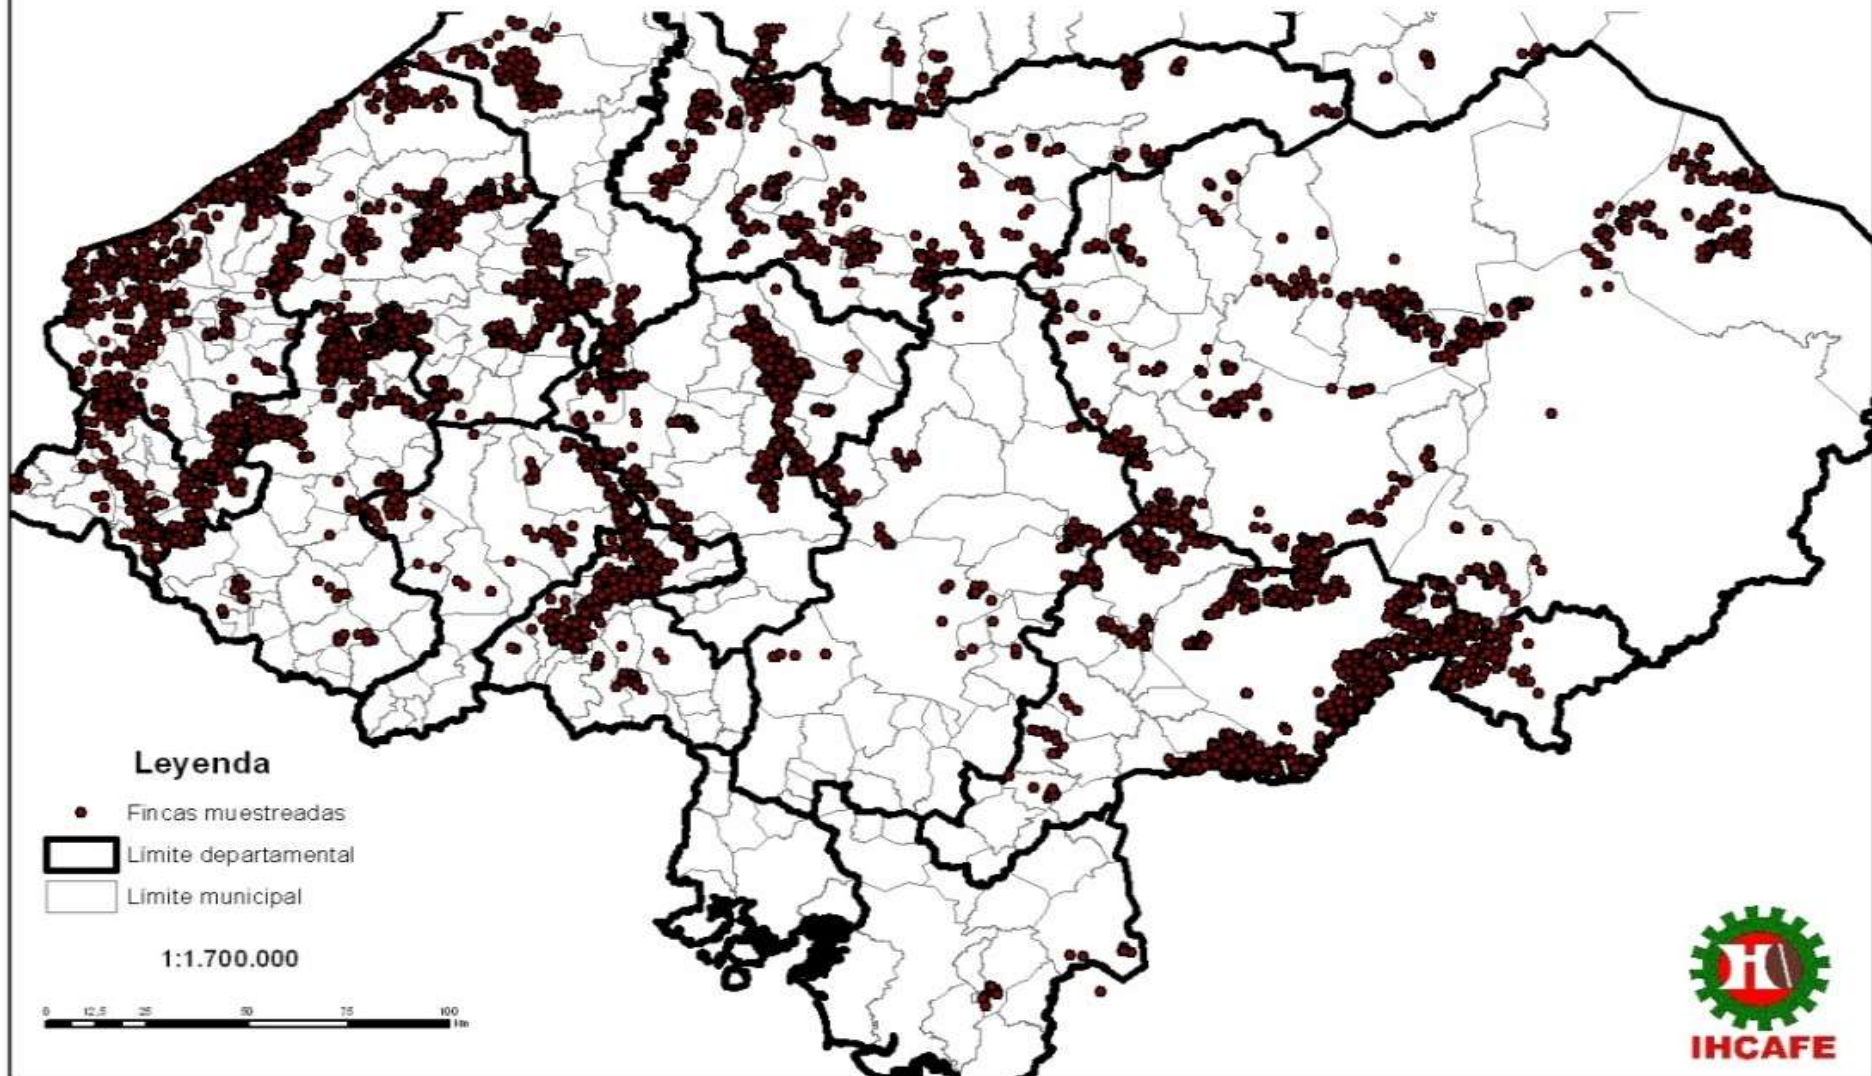 Leyenda
Fincas muestreadas
Límite departamental
Límite municipal
1:1.700.000
0 12,5 25 50 75 100
Km
IHCAFE